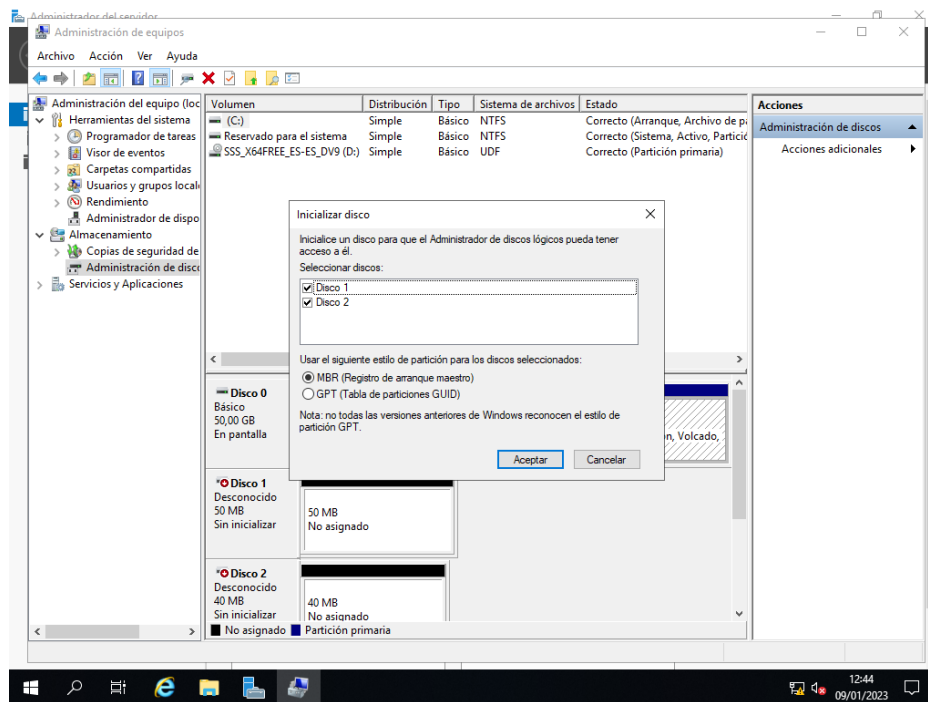 Administrador del servidor
Administración de equipos
Archivo Acción Ver Ayuda
Administración del equipo (loc
Herramientas del sistema
Programador de tareas
Visor de eventos
Carpetas compartidas
Usuarios y grupos local
Rendimiento
Administrador de dispo
Almacenamiento
Copias de seguridad de
Administración de disc
Servicios y Aplicaciones
Volumen Distribución Tipo Sistema de archivos Estado
(C:) Simple Básico NTFS Correcto (Arranque, Archivo de pa
Reservado para el sistema Simple Básico NTFS Correcto (Sistema, Activo, Partició
SSS_X64FREE_ES-ES_DV9 (D:) Simple Básico UDF Correcto (Partición primaria)
Acciones
Administración de discos
Acciones adicionales
Inicializar disco
Inicialice un disco para que el Administrador de discos lógicos pueda tener
acceso a él.
Seleccionar discos:
Disco 1
Disco 2
Usar el siguiente estilo de partición para los discos seleccionados:
MBR (Registro de arranque maestro)
GPT (Tabla de particiones GUID)
Nota: no todas las versiones anteriores de Windows reconocen el estilo de
partición GPT.
Aceptar Cancelar
Disco 0
Básico
50,00 GB
En pantalla
n, Volcado,
Disco 1
Desconocido
50 MB
Sin inicializar
50 MB
No asignado
Disco 2
Desconocido
40 MB
Sin inicializar
40 MB
No asignado
No asignado Partición primaria
12:44
09/01/2023